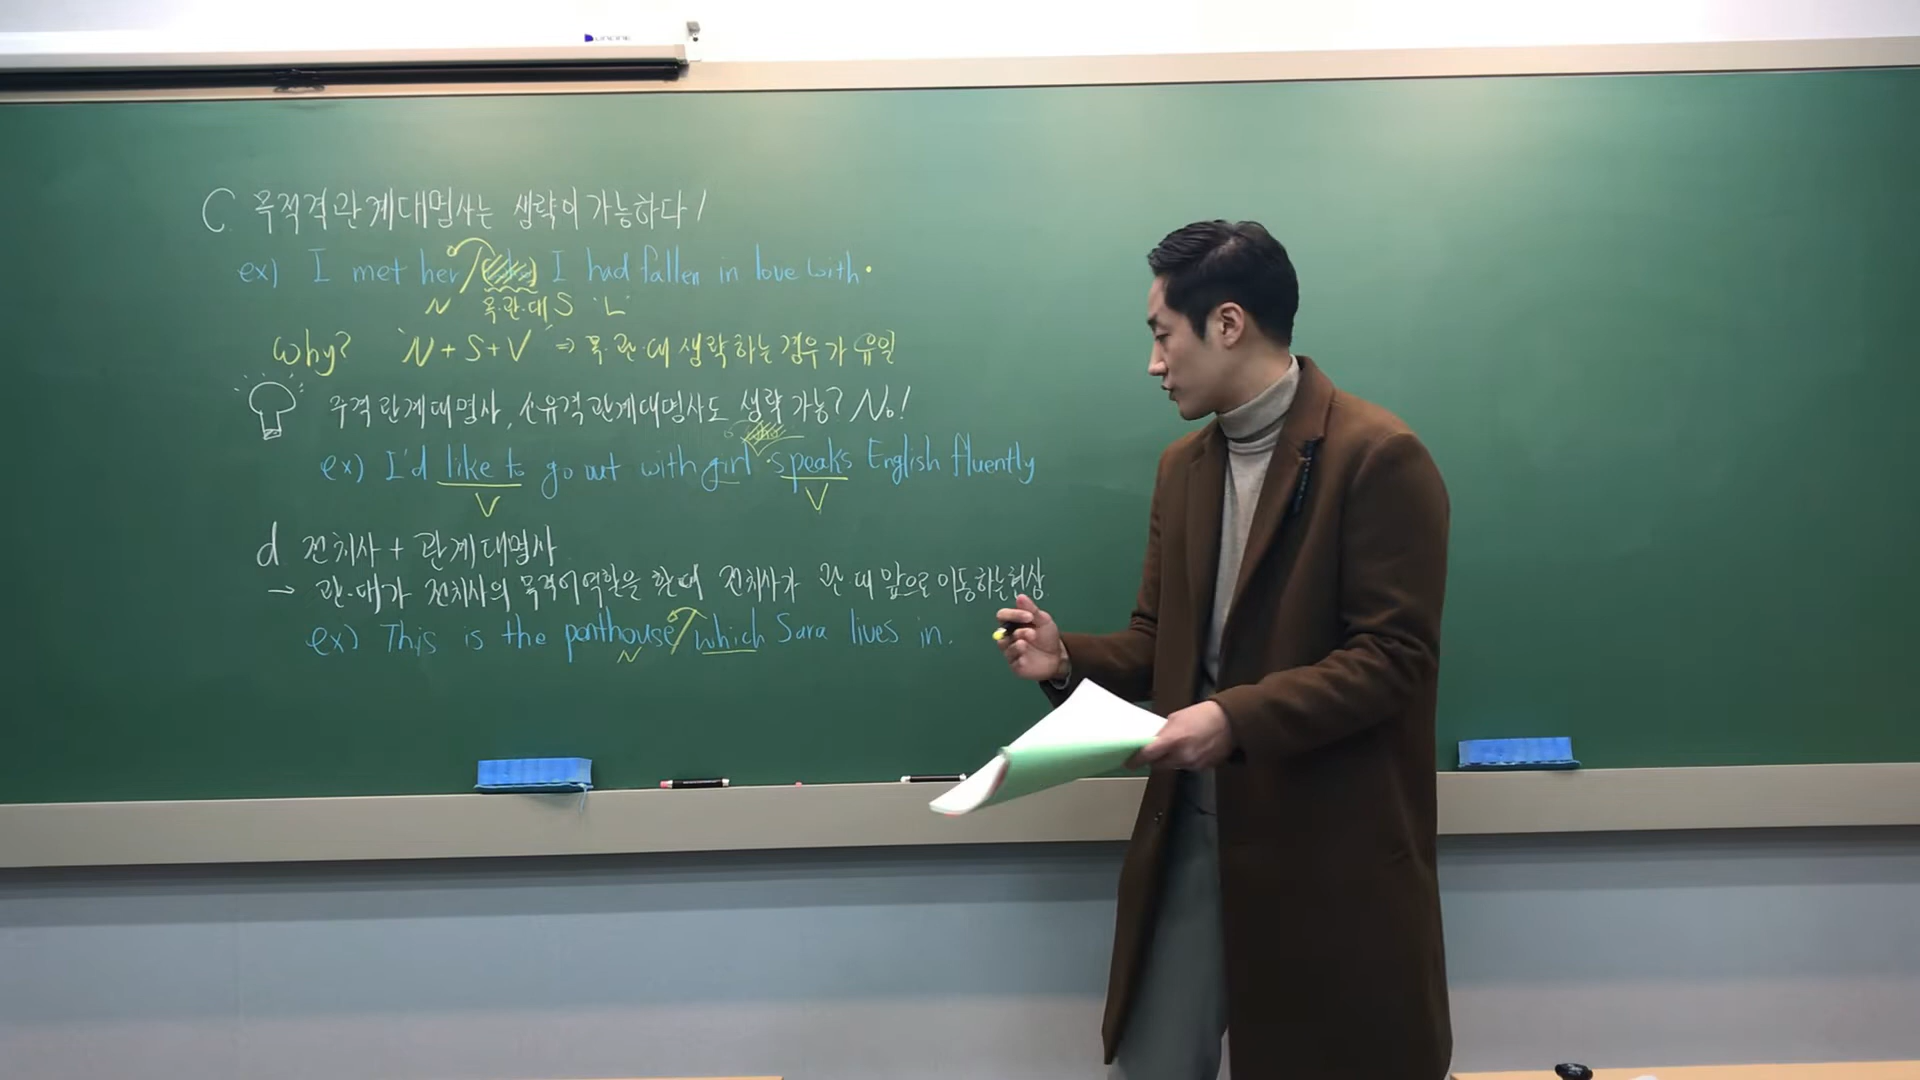 C. 목적격관계대명사는 생략이 가능하다!
ex) I met her / (who) I had fallen in love with.
N 목·관·대 S 'L'
Why? 'N+S+V' ⇒ 목·관·대 생략하는 경우가 유일
주격관계대명사, 소유격관계대명사도 생략 가능? No!
who
ex) I'd like to go out with girl speaks English fluently
V V
d. 전치사 + 관계대명사
→ 관·대가 전치사의 목적어역할을 할때 전치사가 관·대 앞으로 이동하는현상
ex) This is the panthouse / which Sara lives in.
N